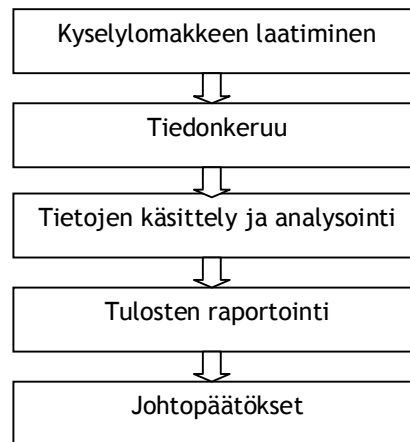 Kyselylomakkeen laatiminen
Tiedonkeruu
Tietojen käsittely ja analysointi
Tulosten raportointi
Johtopäätökset